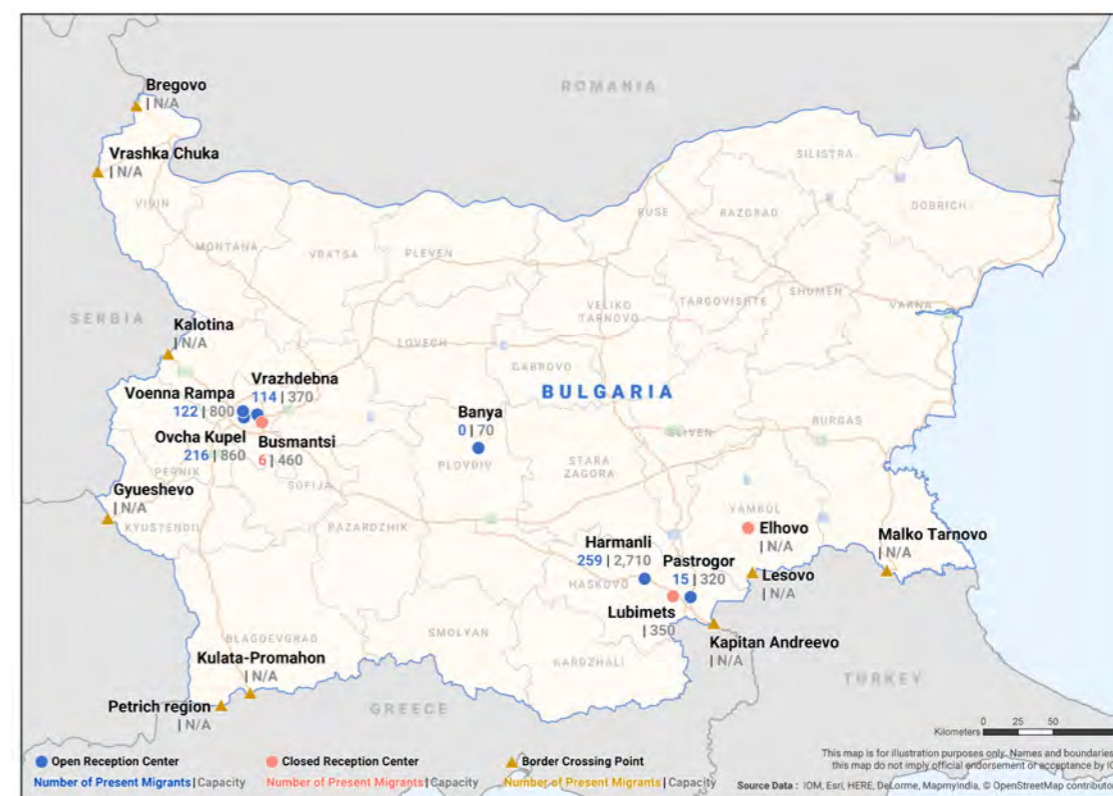 ROMANIA
Bregovo
| N/A
Vrashka Chuka
| N/A
VIDIN
SILISTRA
DOBRICH
RUSE
RAZGRAD
MONTANA
VRATSA
PLEVEN
SERBIA
Kalotina
| N/A
VELIKO
TARNOVO
TARGOVISHTE
SHUMEN
VARNA
LOVECH
GABROVO
Vrazhdebna
114 | 370
Voenna Rampa
122 | 800
BULGARIA
Banya
0 | 70
Ovcha Kupel
216 | 860
Busmantsi
6 | 460
BURGAS
SLIVEN
PERNIK
SOFIJA
PLOVDIV
STARA
ZAGORA
Gyueshevo
| N/A
KYUSTENDIL
PAZARDZHIK
YAMBOL
Elhovo
| N/A
Malko Tarnovo
| N/A
Harmanli
259 | 2,710
Pastrogor
15 | 320
HASKOVO
Lesovo
| N/A
Lubimets
| 350
Kapitan Andreevo
| N/A
BLAGOEVGRAD
SMOLYAN
KARDZHALI
Kulata-Promahon
| N/A
Petrich region
| N/A
GREECE
TURKEY
0 25 50
Kilometers
Open Reception Center
Number of Present Migrants | Capacity
Closed Reception Center
Number of Present Migrants | Capacity
Border Crossing Point
Number of Present Migrants | Capacity
This map is for illustration purposes only. Names and boundaries
this map do not imply official endorsement or acceptance by
Source Data : IOM, Esri, HERE, DeLorme, Mapmyindia, © OpenStreetMap